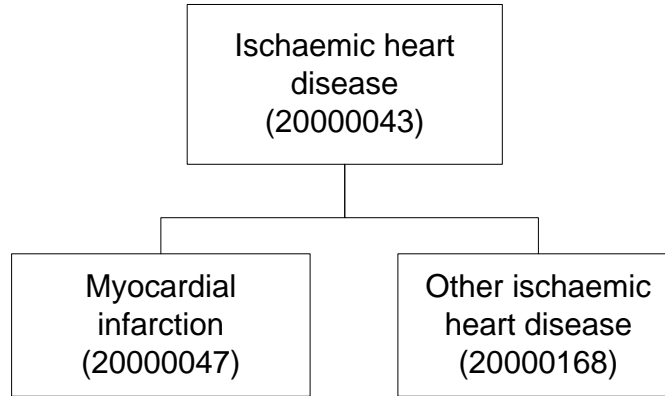 Ischaemic heart
disease
(20000043)
Myocardial
infarction
(20000047)
Other ischaemic
heart disease
(20000168)